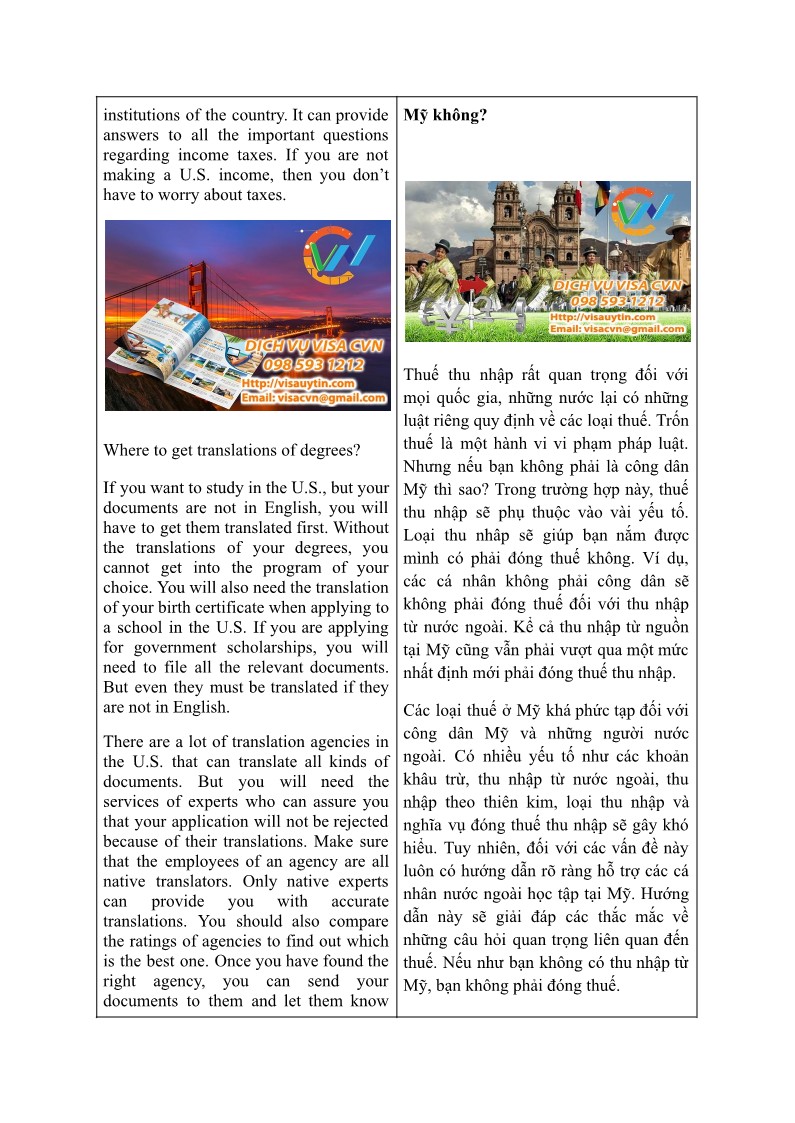 institutions of the country. It can provide
answers to all the important questions
regarding income taxes. If you are not
making a U.S. income, then you don’t
have to worry about taxes.
DỊCH VỤ VISA CVN
098 593 1212
Http://visauytin.com
Email: visacvn@gmail.com
Where to get translations of degrees?
If you want to study in the U.S., but your
documents are not in English, you will
have to get them translated first. Without
the translations of your degrees, you
cannot get into the program of your
choice. You will also need the translation
of your birth certificate when applying to
a school in the U.S. If you are applying
for government scholarships, you will
need to file all the relevant documents.
But even they must be translated if they
are not in English.
There are a lot of translation agencies in
the U.S. that can translate all kinds of
documents. But you will need the
services of experts who can assure you
that your application will not be rejected
because of their translations. Make sure
that the employees of an agency are all
native translators. Only native experts
can provide you with accurate
translations. You should also compare
the ratings of agencies to find out which
is the best one. Once you have found the
right agency, you can send your
documents to them and let them know
Mỹ không?
DỊCH VỤ VISA CVN
098 593 1212
Http://visauytin.com
Email: visacvn@gmail.com
Thuế thu nhập rất quan trọng đối với
mọi quốc gia, những nước lại có những
luật riêng quy định về các loại thuế. Trốn
thuế là một hành vi vi phạm pháp luật.
Nhưng nếu bạn không phải là công dân
Mỹ thì sao? Trong trường hợp này, thuế
thu nhập sẽ phụ thuộc vào vài yếu tố.
Loại thu nhâp sẽ giúp bạn nắm được
mình có phải đóng thuế không. Ví dụ,
các cá nhân không phải công dân sẽ
không phải đóng thuế đối với thu nhập
từ nước ngoài. Kể cả thu nhập từ nguồn
tại Mỹ cũng vẫn phải vượt qua một mức
nhất định mới phải đóng thuế thu nhập.
Các loại thuế ở Mỹ khá phức tạp đối với
công dân Mỹ và những người nước
ngoài. Có nhiều yếu tố như các khoản
khâu trừ, thu nhập từ nước ngoài, thu
nhập theo thiên kim, loại thu nhập và
nghĩa vụ đóng thuế thu nhập sẽ gây khó
hiểu. Tuy nhiên, đối với các vấn đề này
luôn có hướng dẫn rõ ràng hỗ trợ các cá
nhân nước ngoài học tập tại Mỹ. Hướng
dẫn này sẽ giải đáp các thắc mắc về
những câu hỏi quan trọng liên quan đến
thuế. Nếu như bạn không có thu nhập từ
Mỹ, bạn không phải đóng thuế.